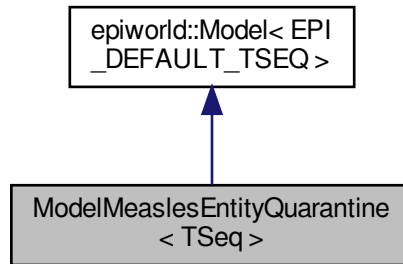 epiworld::Model< EPI
_DEFAULT_TSEQ >
ModelMeaslesEntityQuarantine
< TSeq >